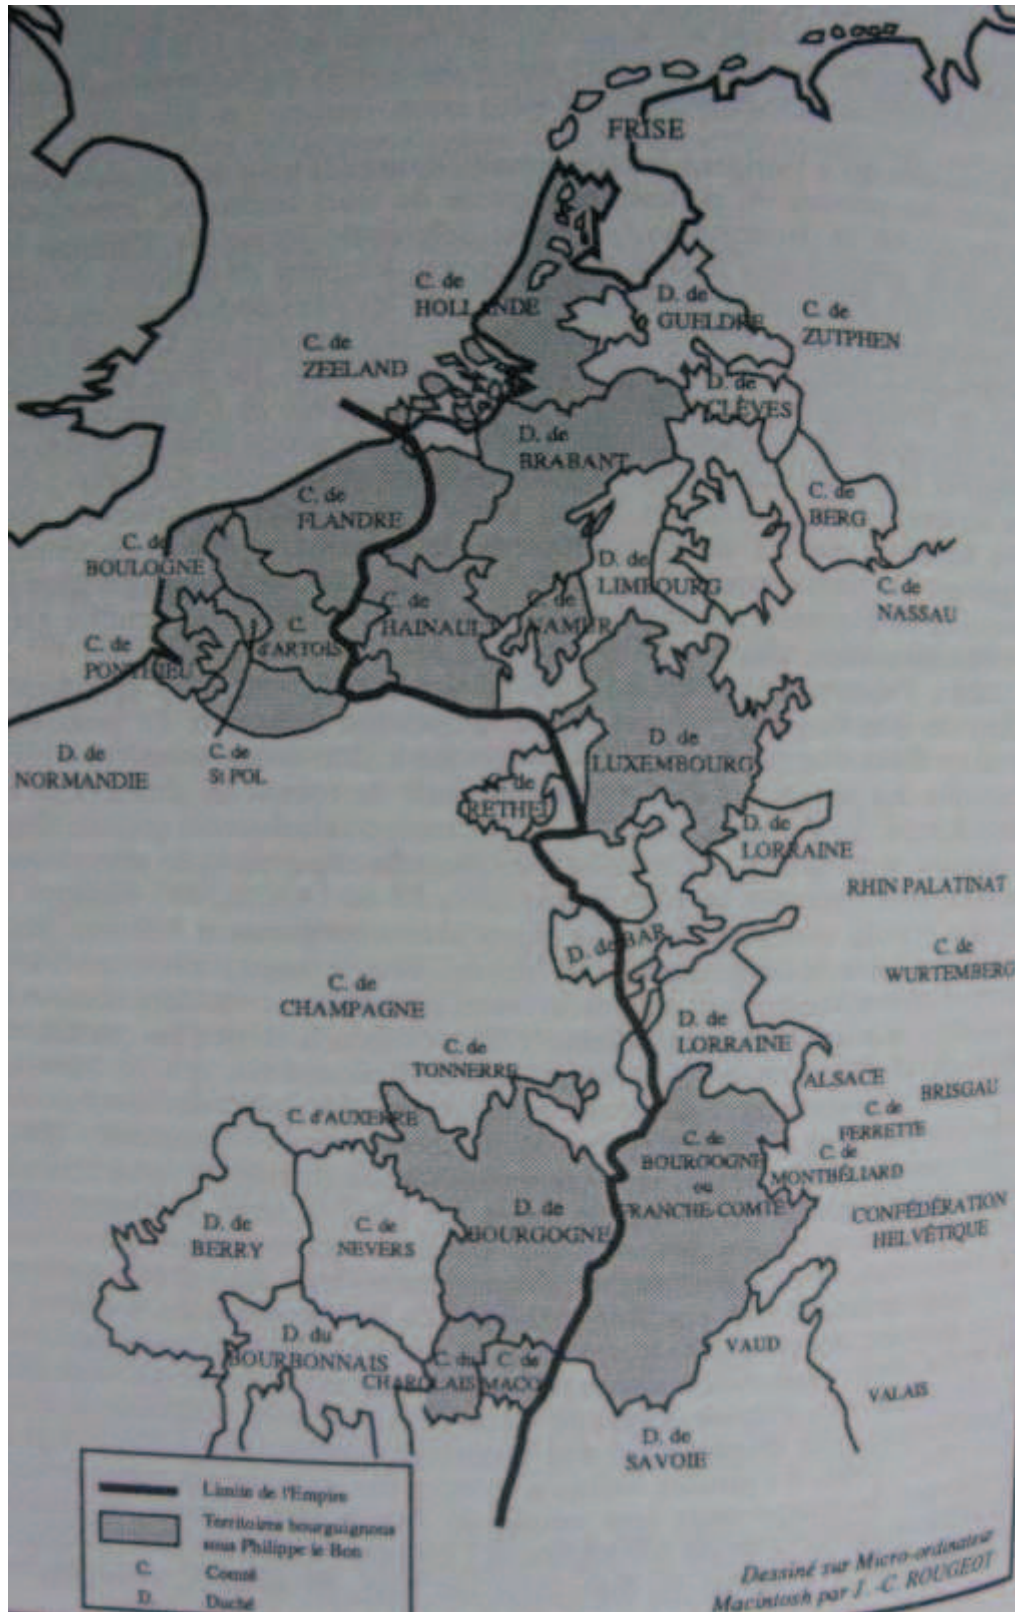 FRISE
C. de
HOLLANDE
D. de
GUELDRE
C. de
ZUTPHEN
C. de
ZEELAND
D. de
CLÈVES
D. de
BRABANT
C. de
FLANDRE
C. de
BERG
C. de
BOULOGNE
D. de
LIMBOURG
C. de
NASSAU
C. de
HAINAULT
C. de
NAMUR
C.
d'ARTOIS
C. de
PONTHIEU
D. de
NORMANDIE
C. de
St POL
D. de
LUXEMBOURG
C. de
RETHEL
D. de
LORRAINE
RHIN PALATINAT
D. de BAR
C. de
WURTEMBERG
C. de
CHAMPAGNE
D. de
LORRAINE
C. de
TONNERRE
ALSACE
BRISGAU
C. d'AUXERRE
C. de
FERRETTE
C. de
BOURGOGNE
ou
FRANCHE-COMTÉ
C. de
MONTBÉLIARD
D. de
BERRY
C. de
NEVERS
D. de
BOURGOGNE
CONFÉDÉRATION
HELVÉTIQUE
D. du
BOURBONNAIS
C. du
CHAROLAIS
C. de
MACON
VAUD
VALAIS
D. de
SAVOIE
Limite de l'Empire
Territoires bourguignons
sous Philippe le Bon
C. Comté
D. Duché
Dessiné sur Micro-ordinateur
Macintosh par J. -C. ROUGEOT